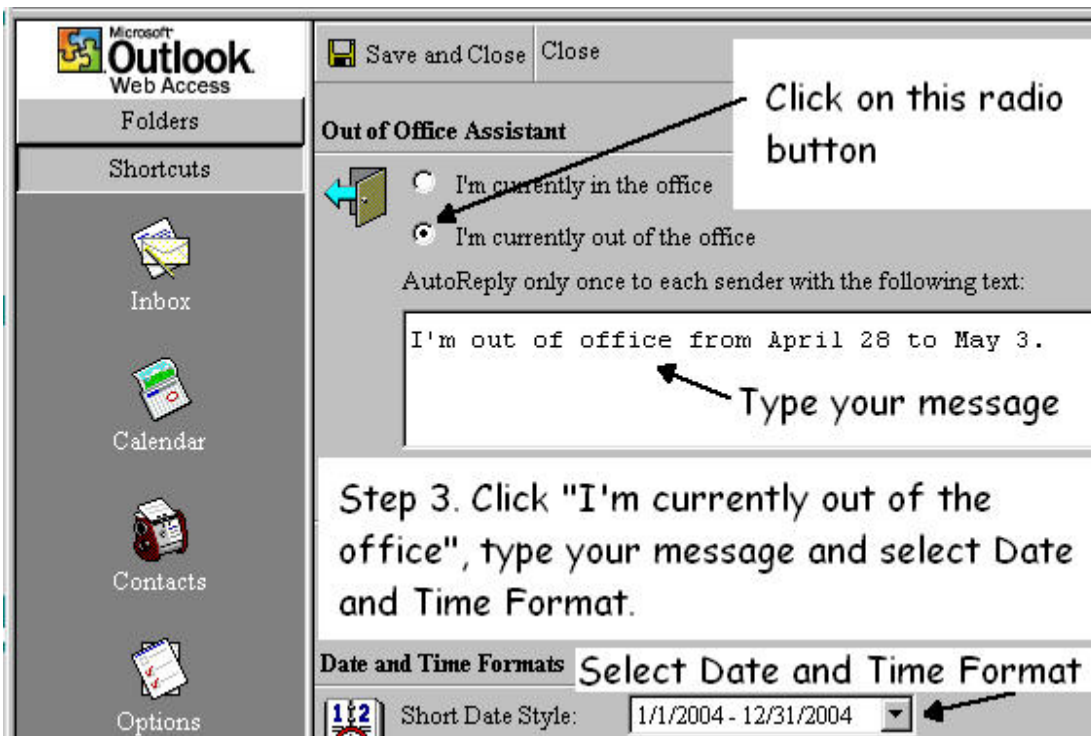 Microsoft
Outlook
Web Access
Folders
Shortcuts
Inbox
Calendar
Contacts
Options
Save and Close Close
Click on this radio
button
Out of Office Assistant
I'm currently in the office
I'm currently out of the office
AutoReply only once to each sender with the following text:
I'm out of office from April 28 to May 3.
Type your message
Step 3. Click "I'm currently out of the
office", type your message and select Date
and Time Format.
Date and Time Formats
Select Date and Time Format
12
Short Date Style: 1/1/2004 - 12/31/2004